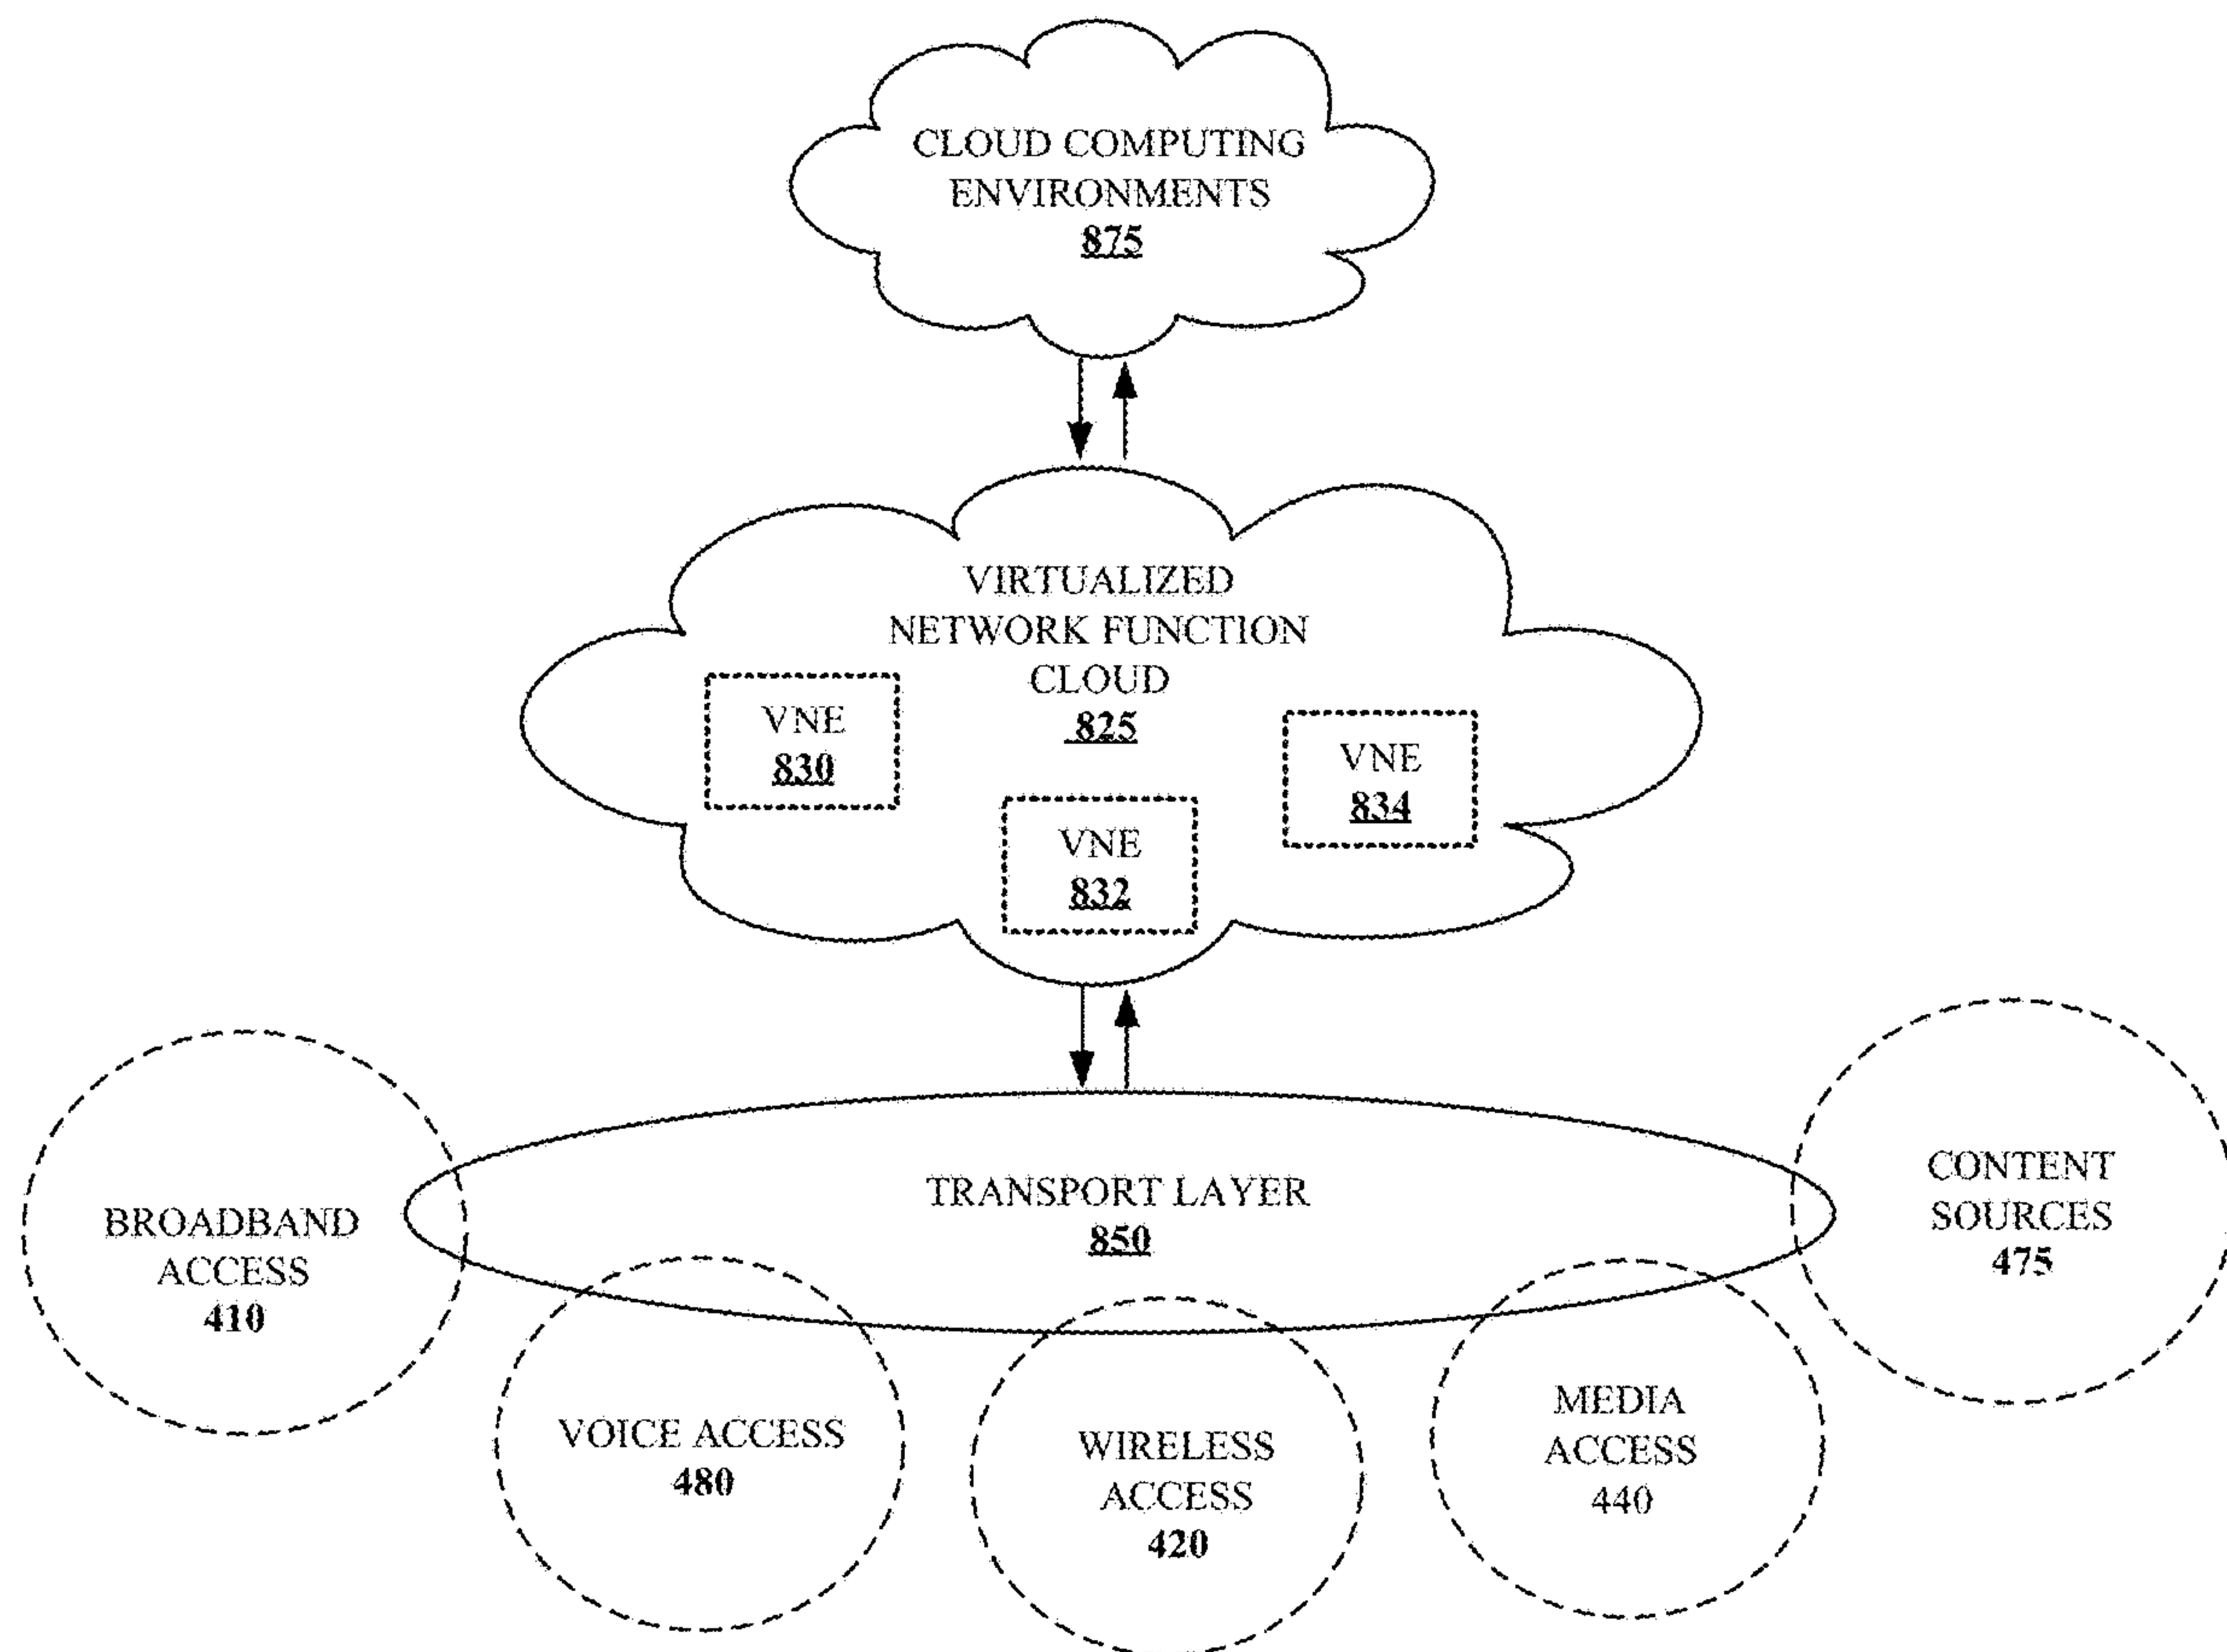 CLOUD COMPUTING
ENVIRONMENTS
875
VIRTUALIZED
NETWORK FUNCTION
CLOUD
825
VNE
830
VNE
832
VNE
834
TRANSPORT LAYER
850
BROADBAND
ACCESS
410
VOICE ACCESS
480
WIRELESS
ACCESS
420
MEDIA
ACCESS
440
CONTENT
SOURCES
475